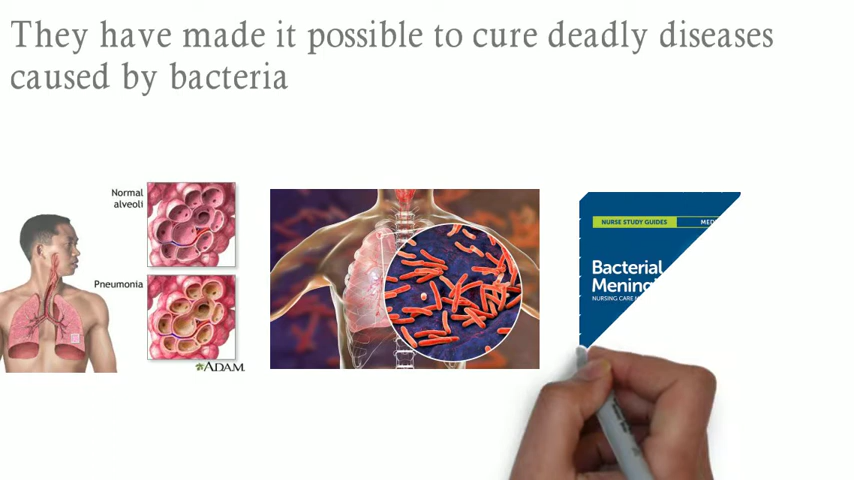 They have made it possible to cure deadly diseases
caused by bacteria
Normal
alveoli
Pneumonia
ADAM
NURSE STUDY GUIDES
Bacterial